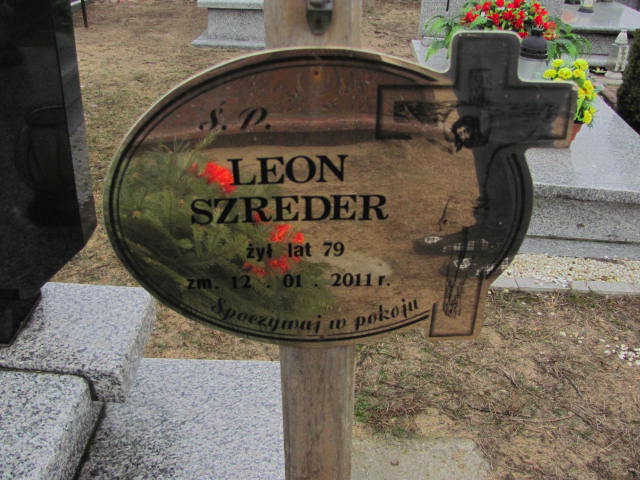 Ś. P.
LEON
SZREDER
żył lat 79
zm. 12 . 01 . 2011 r.
Spoczywaj w pokoju